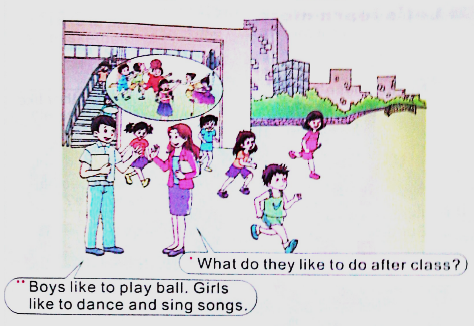 What do they like to do after class?
Boys like to play ball. Girls
like to dance and sing songs.